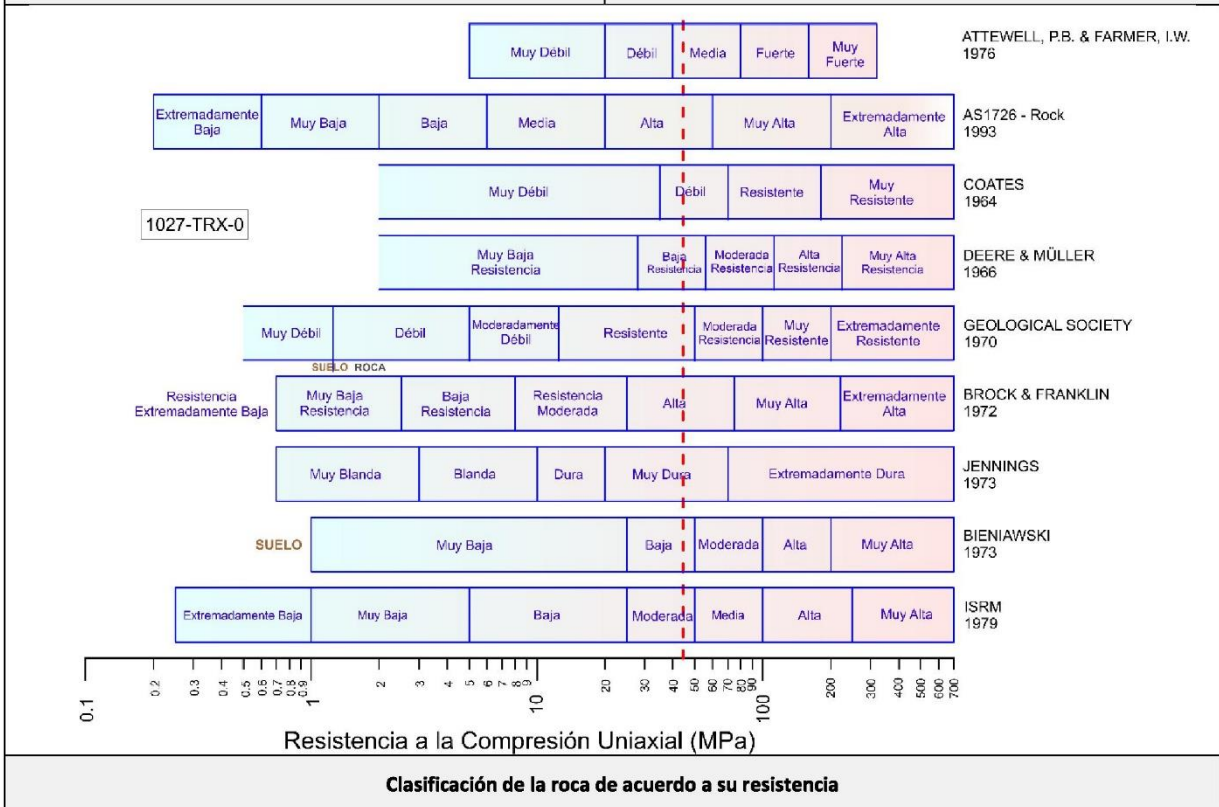 Muy Débil
Débil
Media
Fuerte
Muy
Fuerte
ATTEWELL, P.B. & FARMER, I.W.
1976
Extremadamente
Baja
Muy Baja
Baja
Media
Alta
Muy Alta
Extremadamente
Alta
AS1726 - Rock
1993
Muy Débil
Débil
Resistente
Muy
Resistente
COATES
1964
1027-TRX-0
Muy Baja
Resistencia
Baja
Resistencia
Moderada
Resistencia
Alta
Resistencia
Muy Alta
Resistencia
DEERE & MÜLLER
1966
Muy Débil
Débil
Moderadamente
Débil
Resistente
Moderada
Resistencia
Muy
Resistente
Extremadamente
Resistente
GEOLOGICAL SOCIETY
1970
SUELO ROCA
Resistencia
Extremadamente Baja
Muy Baja
Resistencia
Baja
Resistencia
Resistencia
Moderada
Alta
Muy Alta
Extremadamente
Alta
BROCK & FRANKLIN
1972
Muy Blanda
Blanda
Dura
Muy Dura
Extremadamente Dura
JENNINGS
1973
SUELO
Muy Baja
Baja
Moderada
Alta
Muy Alta
BIENIAWSKI
1973
Extremadamente Baja
Muy Baja
Baja
Moderada
Media
Alta
Muy Alta
ISRM
1979
0.1 0.2 0.3 0.4 0.5 0.6 0.7 0.8 0.9 1 2 3 4 5 6 7 8 9 10 20 30 40 50 60 70 80 90 100 200 300 400 500 600 700
Resistencia a la Compresión Uniaxial (MPa)
Clasificación de la roca de acuerdo a su resistencia